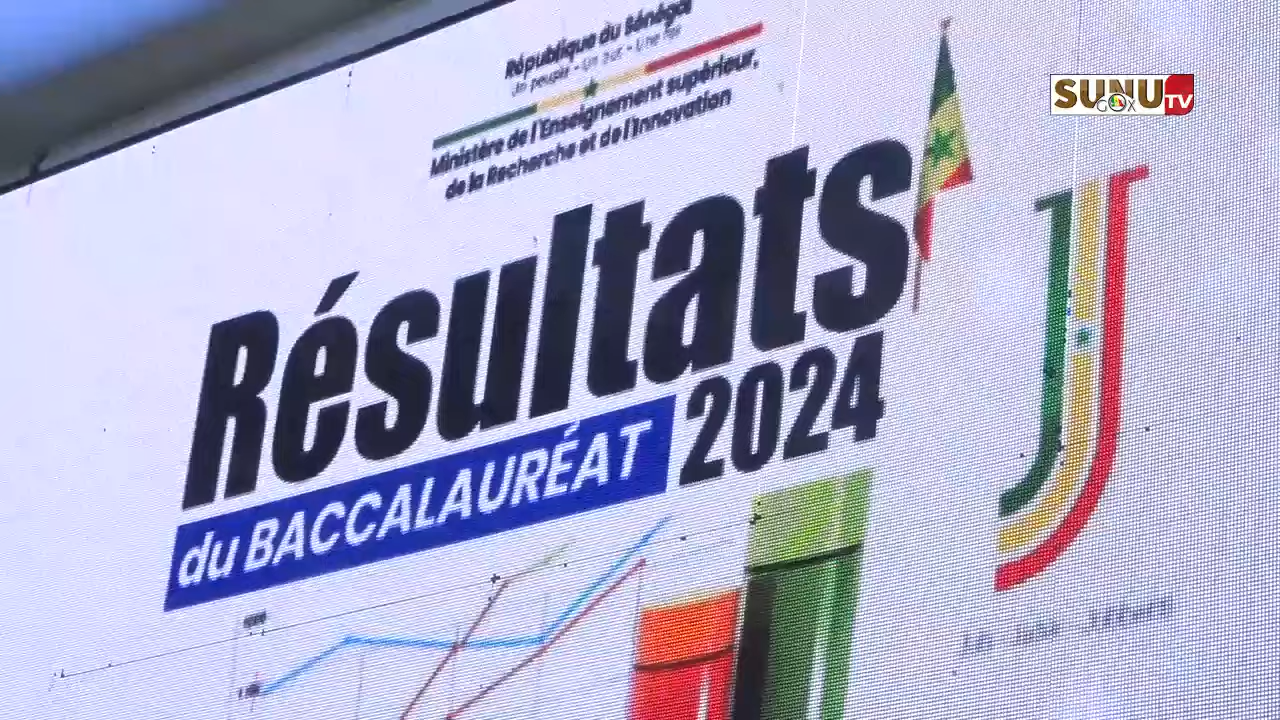 République du Sénégal
Un peuple - Un but - Une foi
Ministère de l'Enseignement supérieur,
de la Recherche et de l'Innovation
Résultats
du BACCALAURÉAT 2024
SUNU
GOX
TV